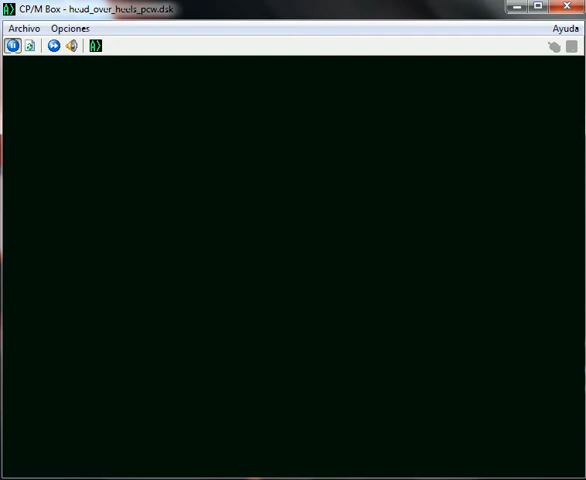 CP/M Box - head_over_heels_pcw.dsk
Archivo Opciones Ayuda
A>